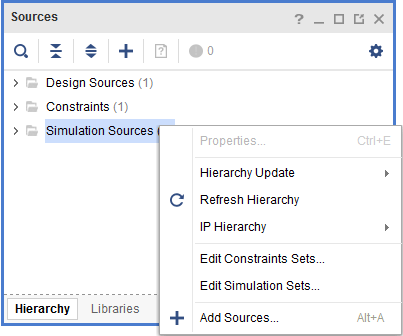 Sources
0
Design Sources (1)
Constraints (1)
Simulation Sources
Properties... Ctrl+E
Hierarchy Update
Refresh Hierarchy
IP Hierarchy
Edit Constraints Sets...
Edit Simulation Sets...
Add Sources... Alt+A
Hierarchy Libraries